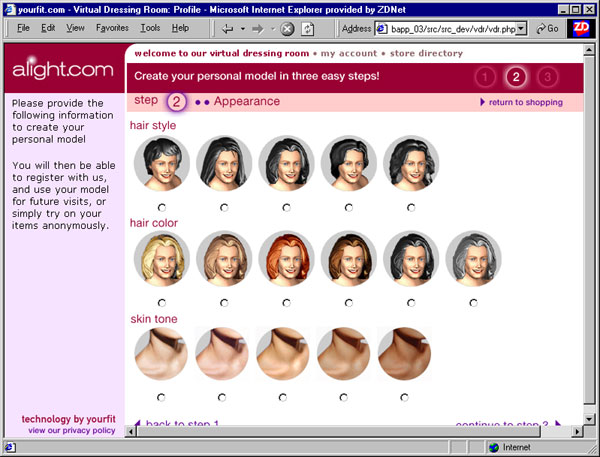 yourfit.com - Virtual Dressing Room: Profile - Microsoft Internet Explorer provided by ZDNet
File Edit View Favorites Tools Help
Address bapp_03/src/src_dev/vdr/vdr.php Go
ZD
alight.com
welcome to our virtual dressing room • my account • store directory
Create your personal model in three easy steps!
1 2 3
step 2 •• Appearance
return to shopping
Please provide the
following information
to create your
personal model
You will then be able
to register with us,
and use your model
for future visits, or
simply try on your
items anonymously.
hair style
hair color
skin tone
technology by yourfit
view our privacy policy
back to step 1
continue to step 3
Internet